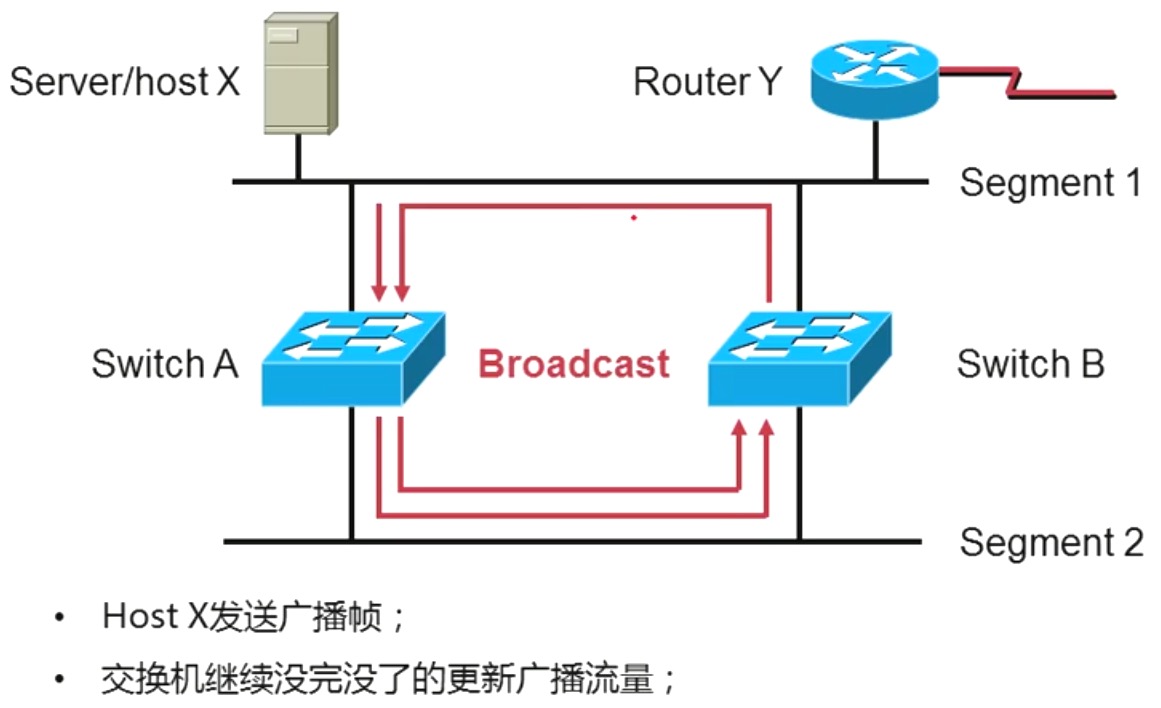 Server/host X
Router Y
Segment 1
Switch A
Broadcast
Switch B
Segment 2
• Host X发送广播帧；
• 交换机继续没完没了的更新广播流量；